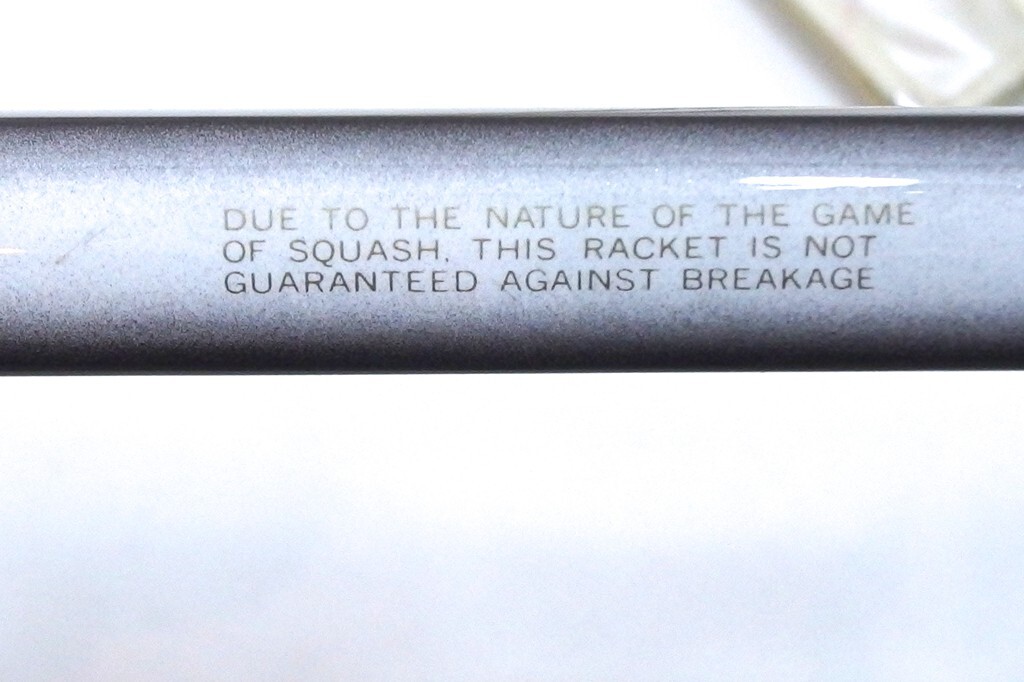 DUE TO THE NATURE OF THE GAME
OF SQUASH, THIS RACKET IS NOT
GUARANTEED AGAINST BREAKAGE